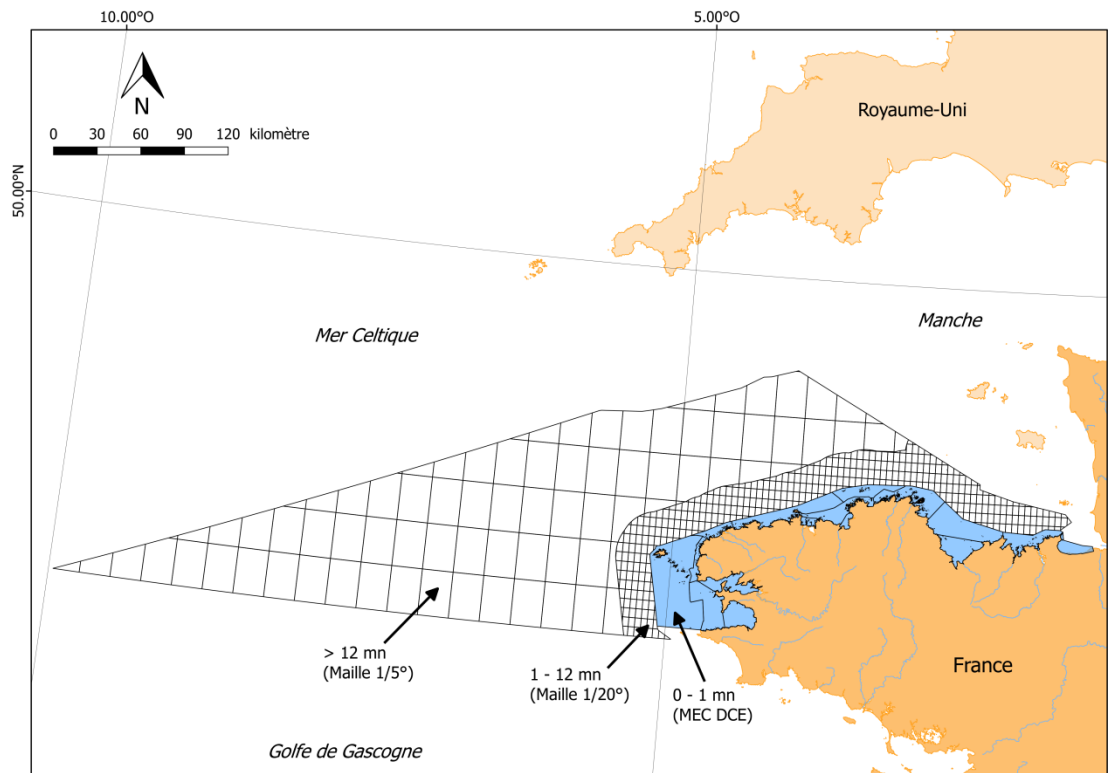 10.00°O
5.00°O
N
0 30 60 90 120 kilomètre
Royaume-Uni
50.00°N
Mer Celtique
Manche
> 12 mn
(Maille 1/5°)
1 - 12 mn
(Maille 1/20°)
0 - 1 mn
(MEC DCE)
France
Golfe de Gascogne